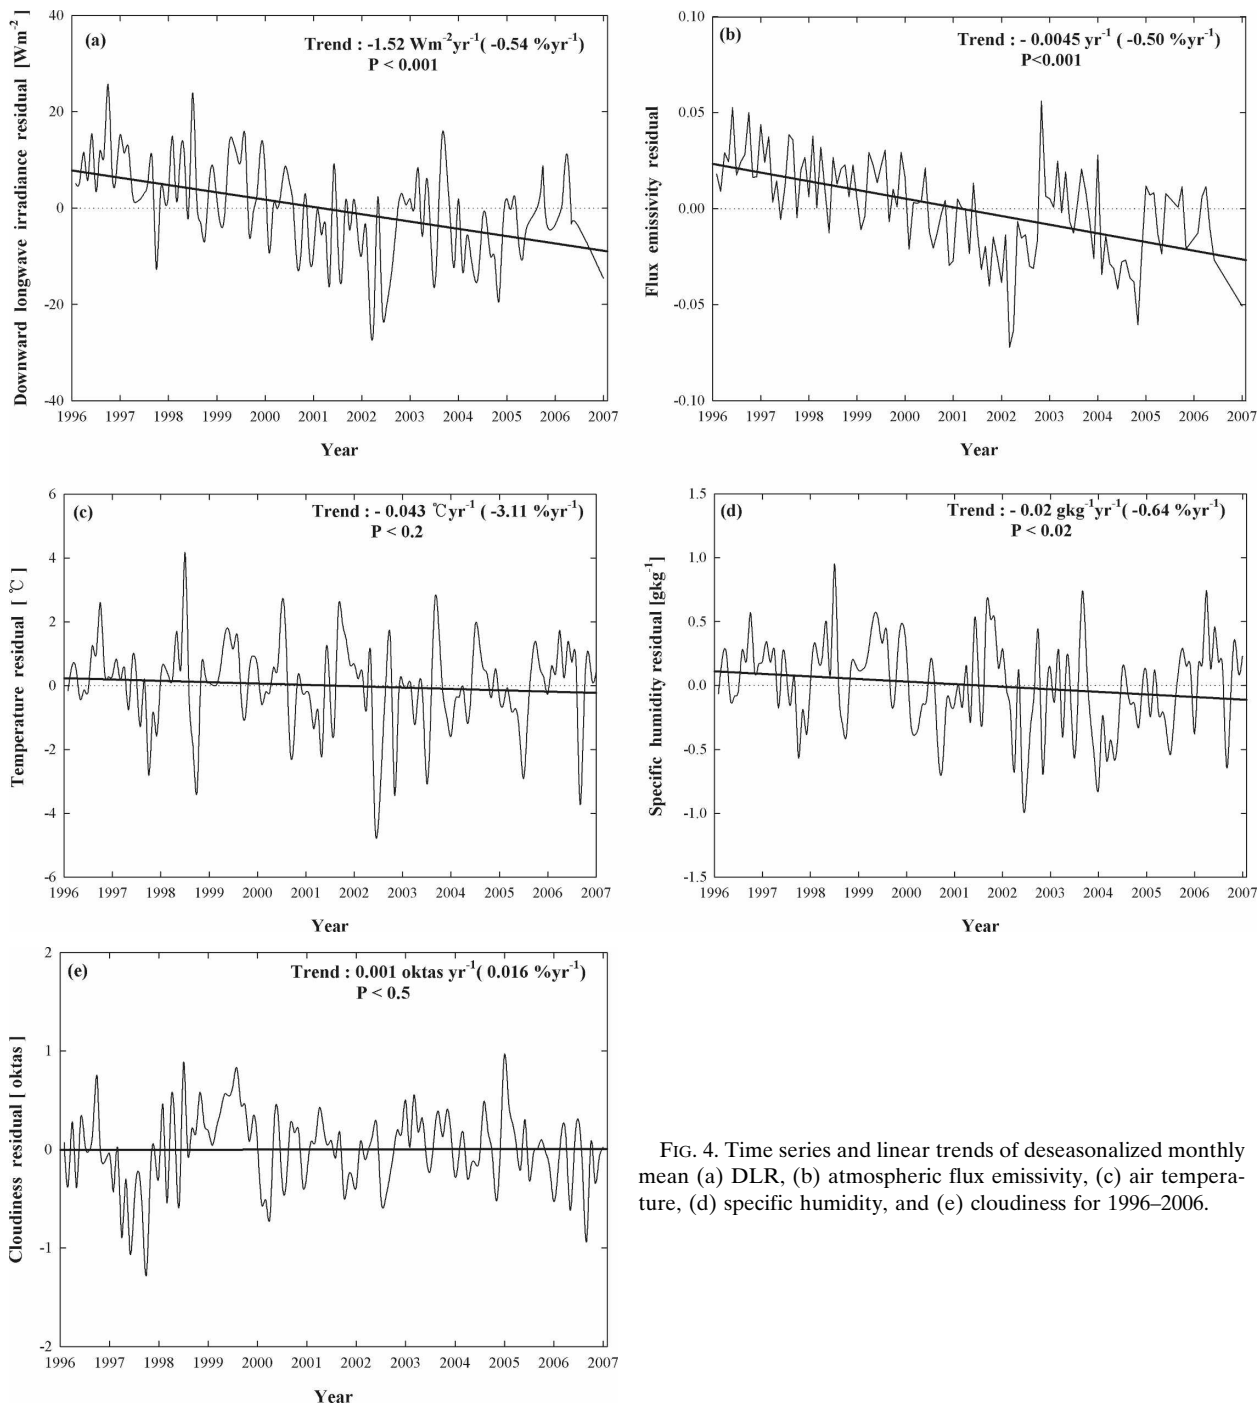 (a)
Trend : -1.52 Wm-2yr-1( -0.54 %yr-1)
P < 0.001
Downward longwave irradiance residual [Wm-2]
40
20
0
-20
-40
1996 1997 1998 1999 2000 2001 2002 2003 2004 2005 2006 2007
Year
(b)
Trend : - 0.0045 yr-1 ( -0.50 %yr-1)
P<0.001
Flux emissivity residual
0.10
0.05
0.00
-0.05
-0.10
1996 1997 1998 1999 2000 2001 2002 2003 2004 2005 2006 2007
Year
(c)
Trend : - 0.043 ℃yr-1 ( -3.11 %yr-1)
P < 0.2
Temperature residual [ ℃]
6
4
2
0
-2
-4
-6
1996 1997 1998 1999 2000 2001 2002 2003 2004 2005 2006 2007
Year
(d)
Trend : - 0.02 gkg-1yr-1( -0.64 %yr-1)
P < 0.02
Specific humidity residual [gkg-1]
1.5
1.0
0.5
0.0
-0.5
-1.0
-1.5
1996 1997 1998 1999 2000 2001 2002 2003 2004 2005 2006 2007
Year
(e)
Trend : 0.001 oktas yr-1( 0.016 %yr-1)
P < 0.5
Cloudiness residual [ oktas ]
2
1
0
-1
-2
1996 1997 1998 1999 2000 2001 2002 2003 2004 2005 2006 2007
Year
FIG. 4. Time series and linear trends of deseasonalized monthly
mean (a) DLR, (b) atmospheric flux emissivity, (c) air tempera-
ture, (d) specific humidity, and (e) cloudiness for 1996–2006.